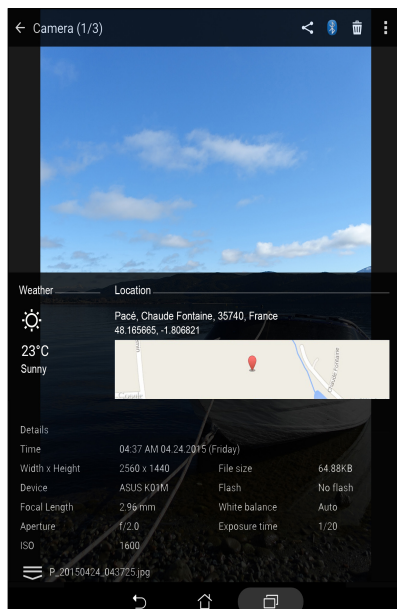 Camera (1/3)
Weather Location
Pacé, Chaude Fontaine, 35740, France
48.165665, -1.806821
23°C
Sunny
Chaude Fontaine
Google
Details
Time 04:37 AM 04.24.2015 (Friday)
Width x Height 2560 x 1440 File size 64.88KB
Device ASUS K01M Flash No flash
Focal Length 2.96 mm White balance Auto
Aperture f/2.0 Exposure time 1/20
ISO 1600
P_20150424_043725.jpg